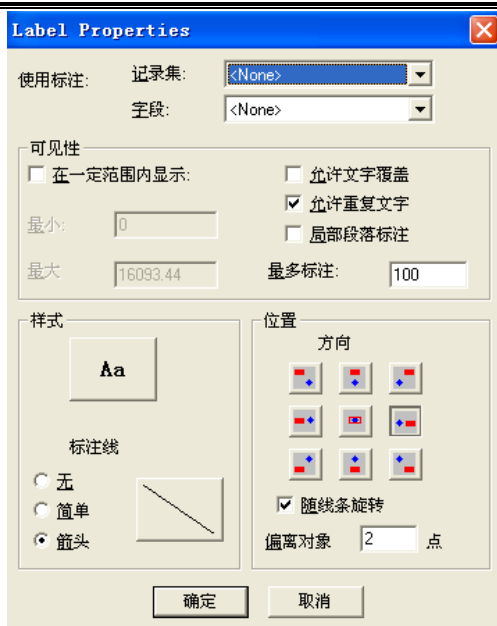 Label Properties
使用标注: 记录集: <None>
字段: <None>
可见性
在一定范围内显示: 允许文字覆盖
允许重复文字
最小: 0
局部段落标注
最大 16093.44 最多标注: 100
样式 位置
方向
Aa
标注线
无
简单 随线条旋转
箭头 偏离对象 2 点
确定 取消